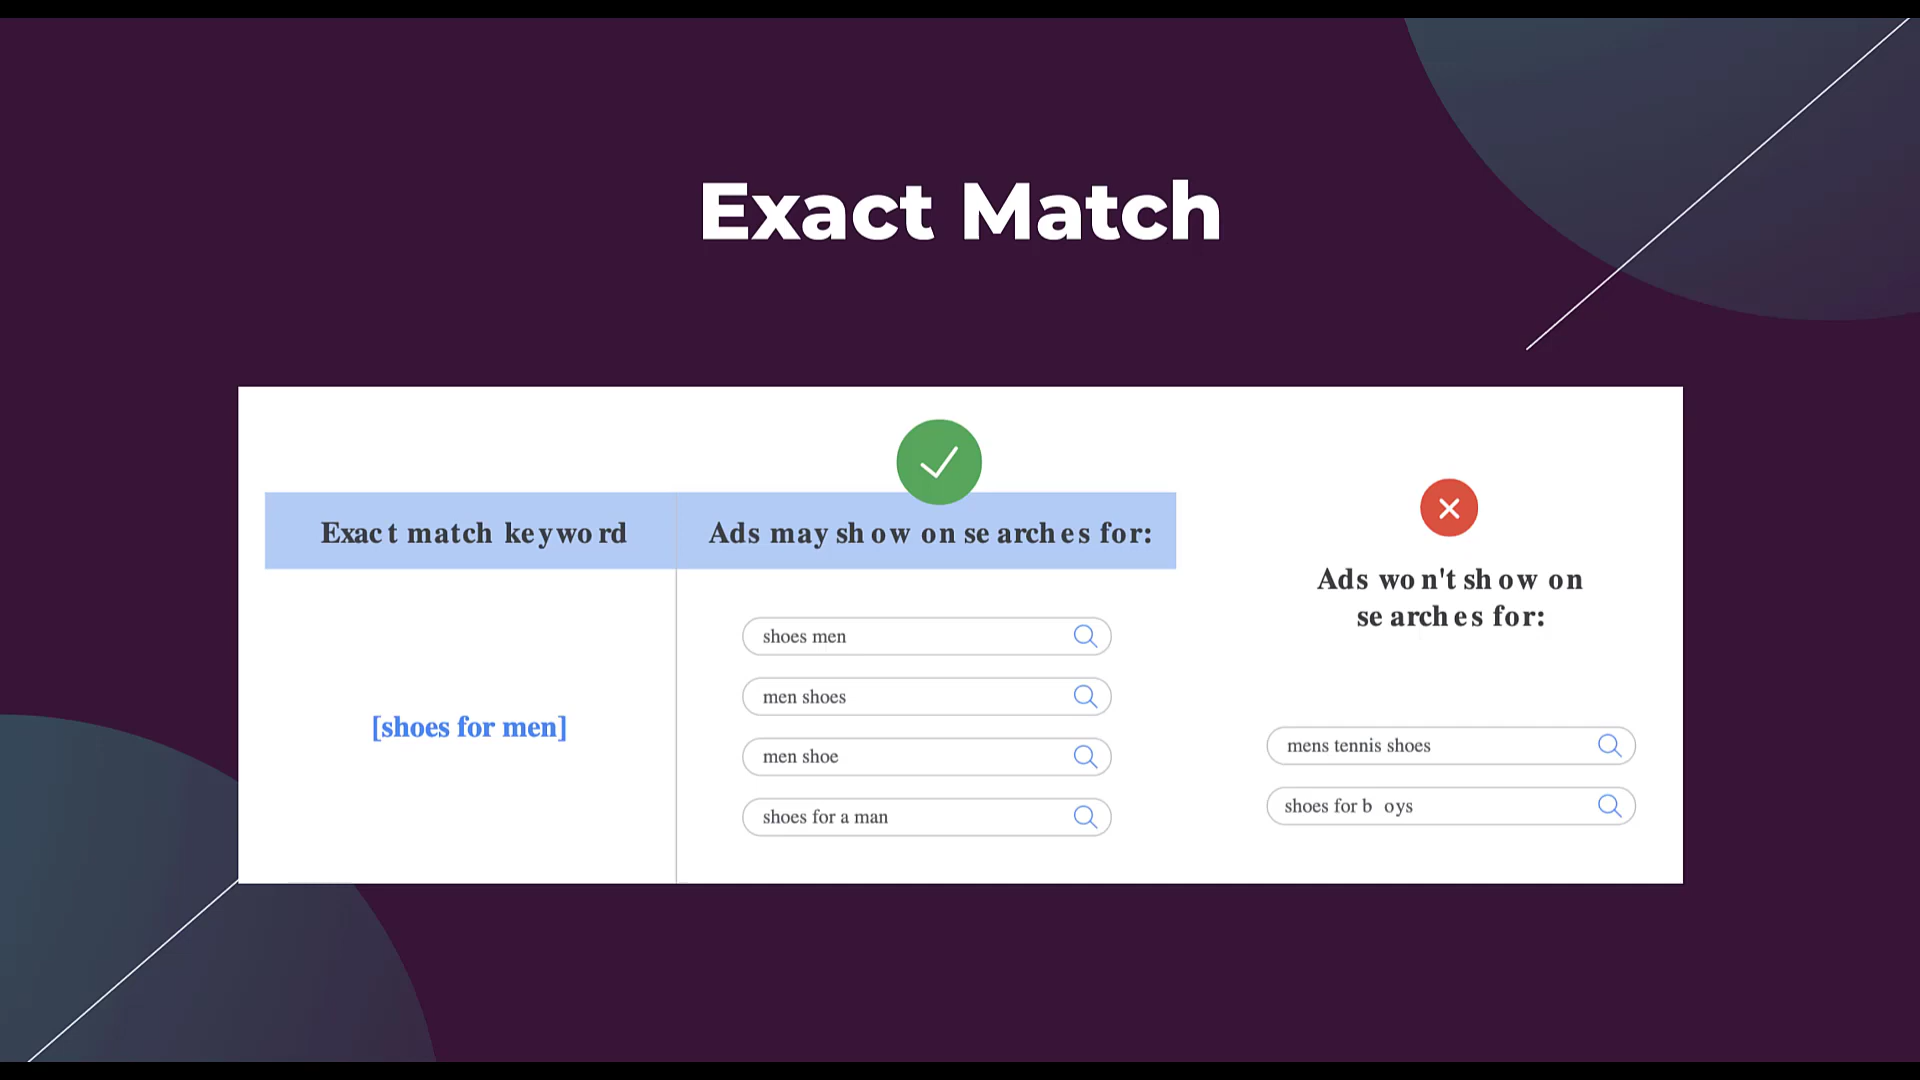 Exact Match
Exact match keyword
Ads may show on searches for:
Ads won't show on
searches for:
[shoes for men]
shoes men
men shoes
men shoe
shoes for a man
mens tennis shoes
shoes for b oys